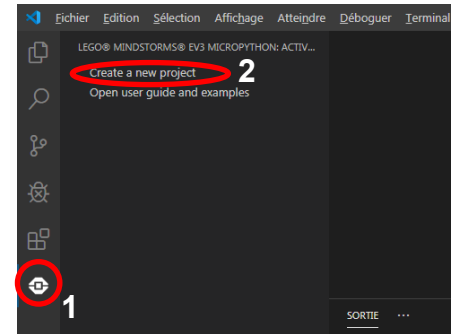 Fichier Edition Sélection Affichage Atteindre Déboguer Terminal
LEGO® MINDSTORMS® EV3 MICROPYTHON: ACTIV...
Create a new project 2
Open user guide and examples
1
SORTIE ...